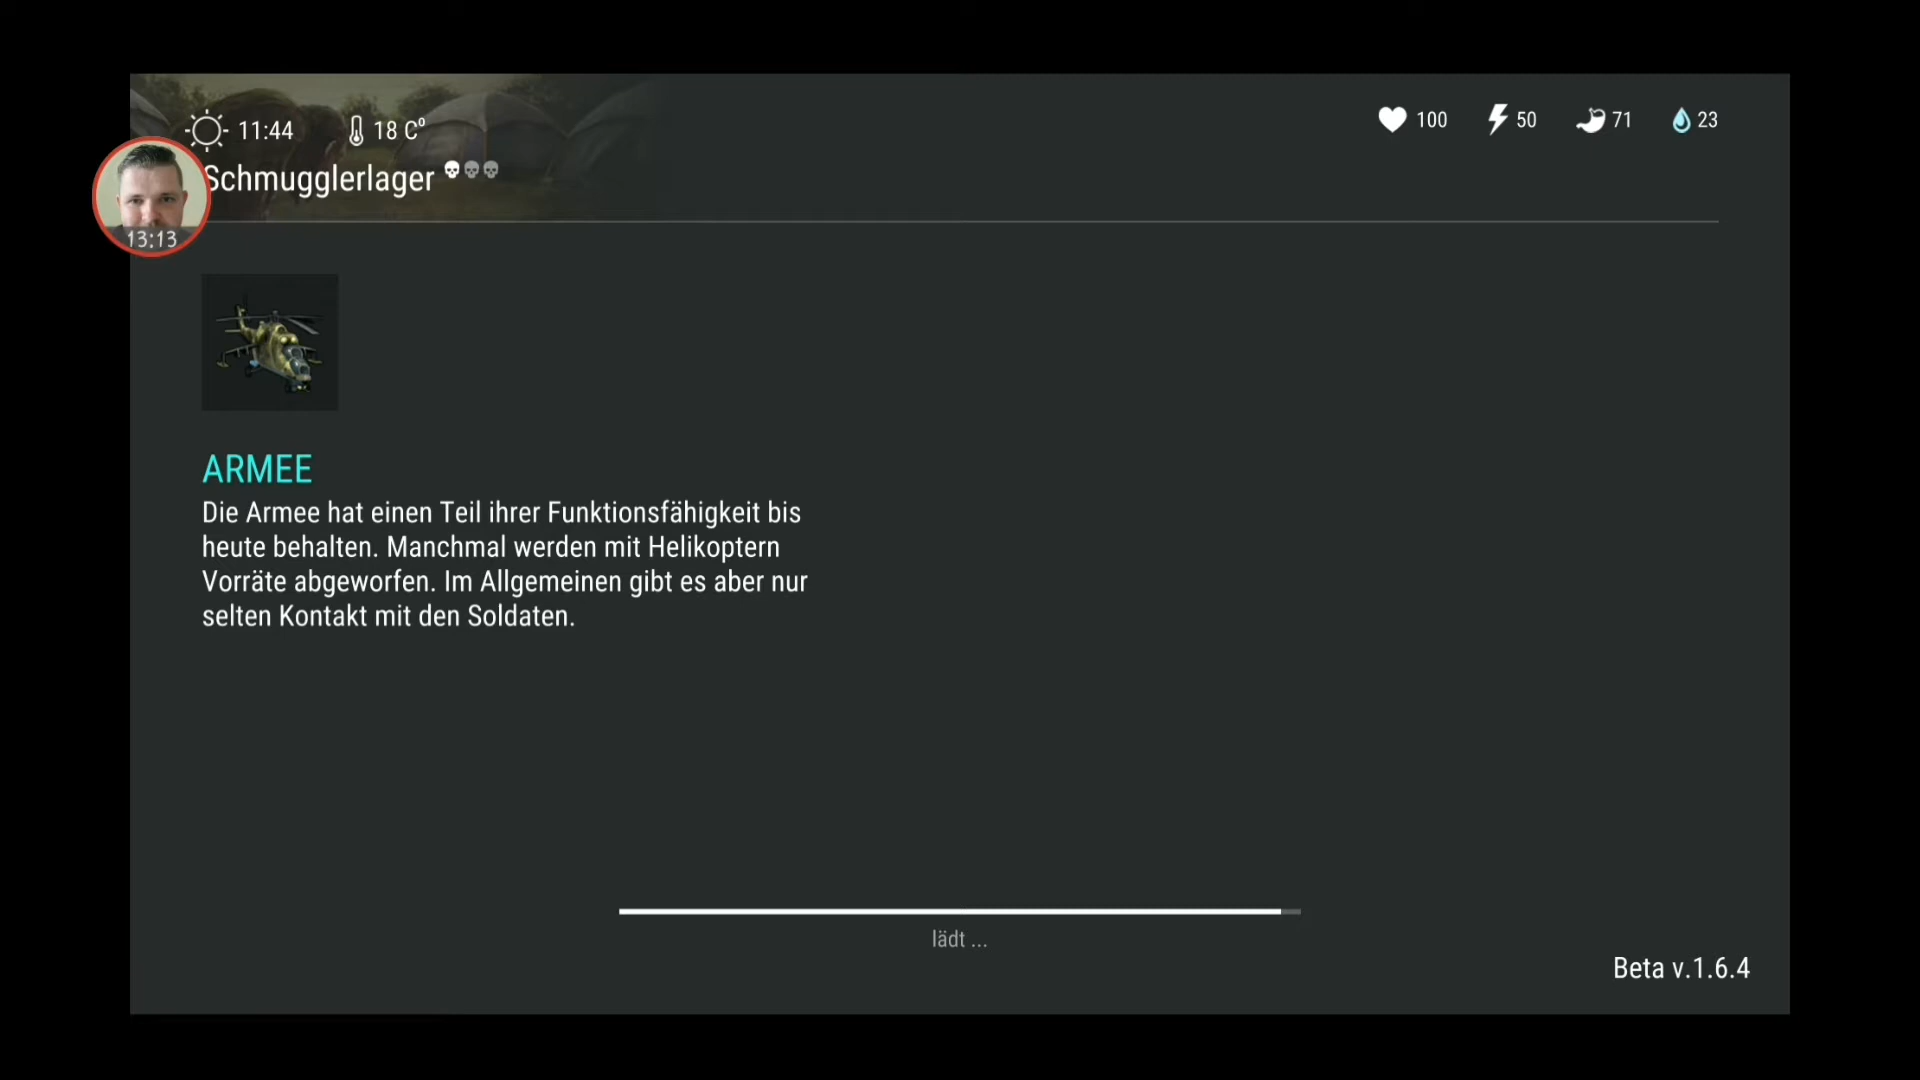 11:44
18 C°
100
50
71
23
Schmugglerlager
13:13
ARMEE
Die Armee hat einen Teil ihrer Funktionsfähigkeit bis
heute behalten. Manchmal werden mit Helikoptern
Vorräte abgeworfen. Im Allgemeinen gibt es aber nur
selten Kontakt mit den Soldaten.
lädt ...
Beta v.1.6.4